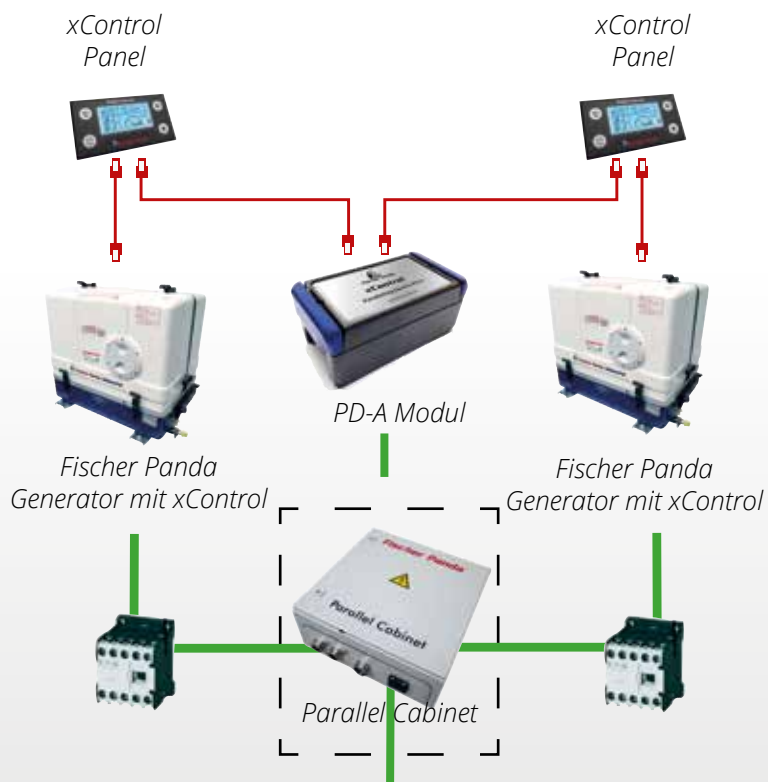 xControl
Panel
xControl
Panel
xControl
PD-A Modul
Fischer Panda
Generator mit xControl
Fischer Panda
Generator mit xControl
Fischer Panda
Parallel Cabinet
Parallel Cabinet